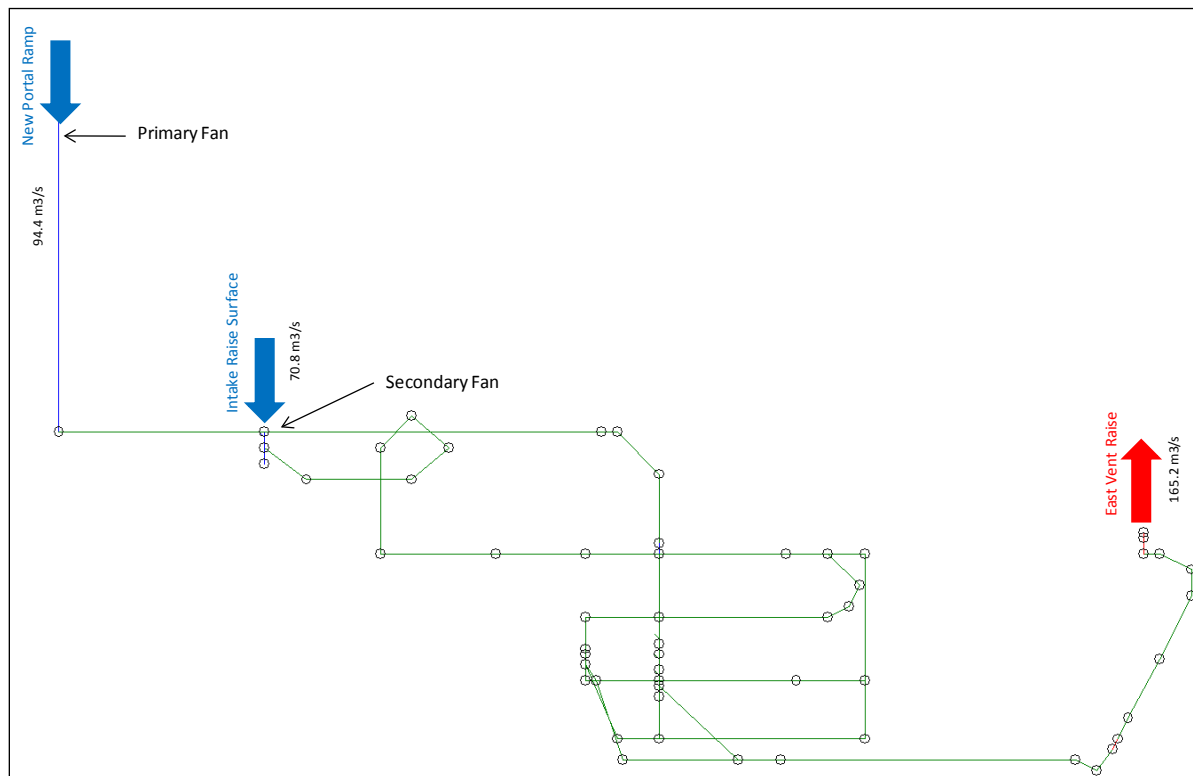 New Portal Ramp
Primary Fan
94.4 m3/s
Intake Raise Surface
70.8 m3/s
Secondary Fan
East Vent Raise
165.2 m3/s